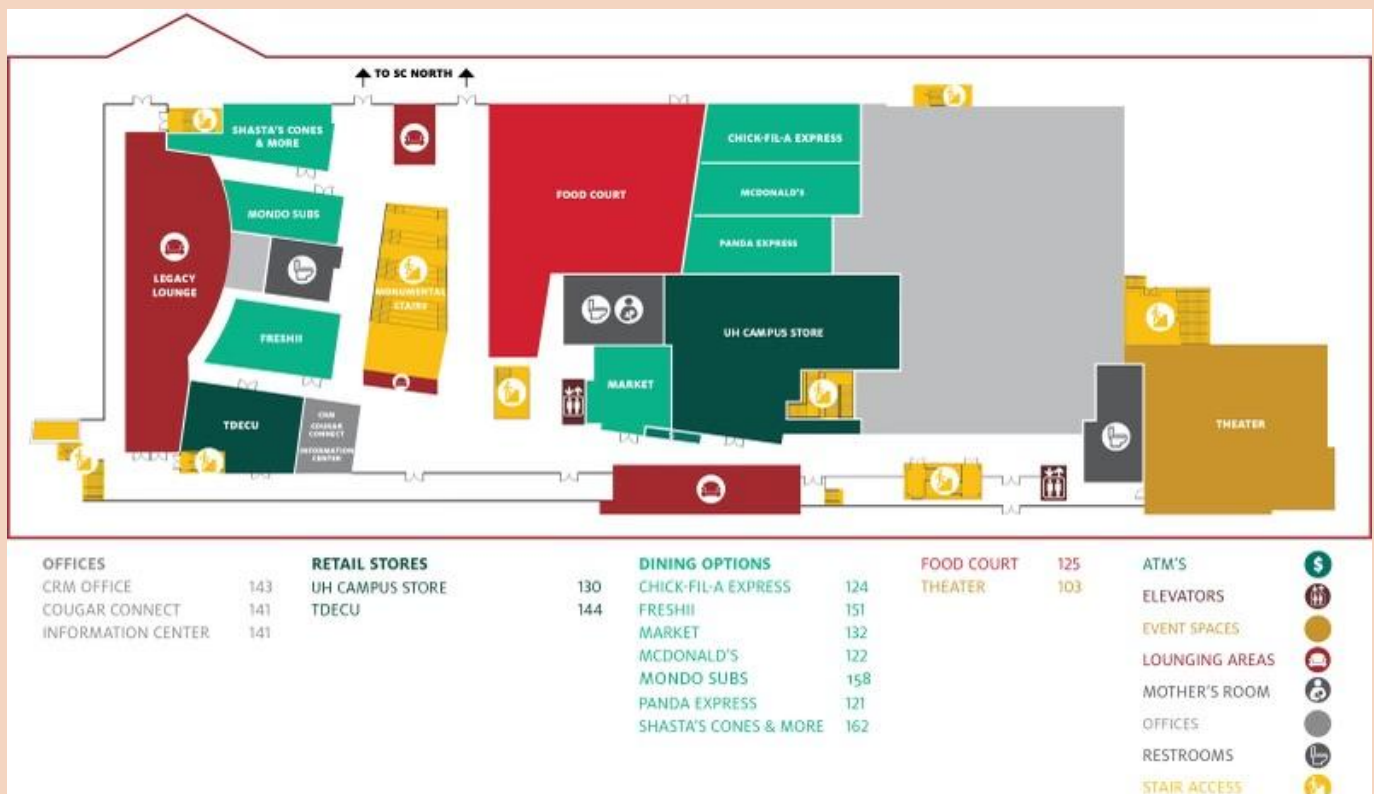 TO SC NORTH
SHASTA'S CONES
& MORE
CHICK-FIL-A EXPRESS
FOOD COURT
MCDONALD'S
MONDO SUBS
PANDA EXPRESS
LEGACY
LOUNGE
MONUMENTAL
STAIRS
FRESHII
UH CAMPUS STORE
MARKET
TDECU
CRM
COUGAR
CONNECT
INFORMATION
CENTER
THEATER
OFFICES
CRM OFFICE 143
COUGAR CONNECT 141
INFORMATION CENTER 141
RETAIL STORES
UH CAMPUS STORE 130
TDECU 144
DINING OPTIONS
CHICK-FIL-A EXPRESS 124
FRESHII 151
MARKET 132
MCDONALD'S 122
MONDO SUBS 158
PANDA EXPRESS 121
SHASTA'S CONES & MORE 162
FOOD COURT 125
THEATER 103
ATM'S $
ELEVATORS
EVENT SPACES
LOUNGING AREAS
MOTHER'S ROOM
OFFICES
RESTROOMS
STAIR ACCESS